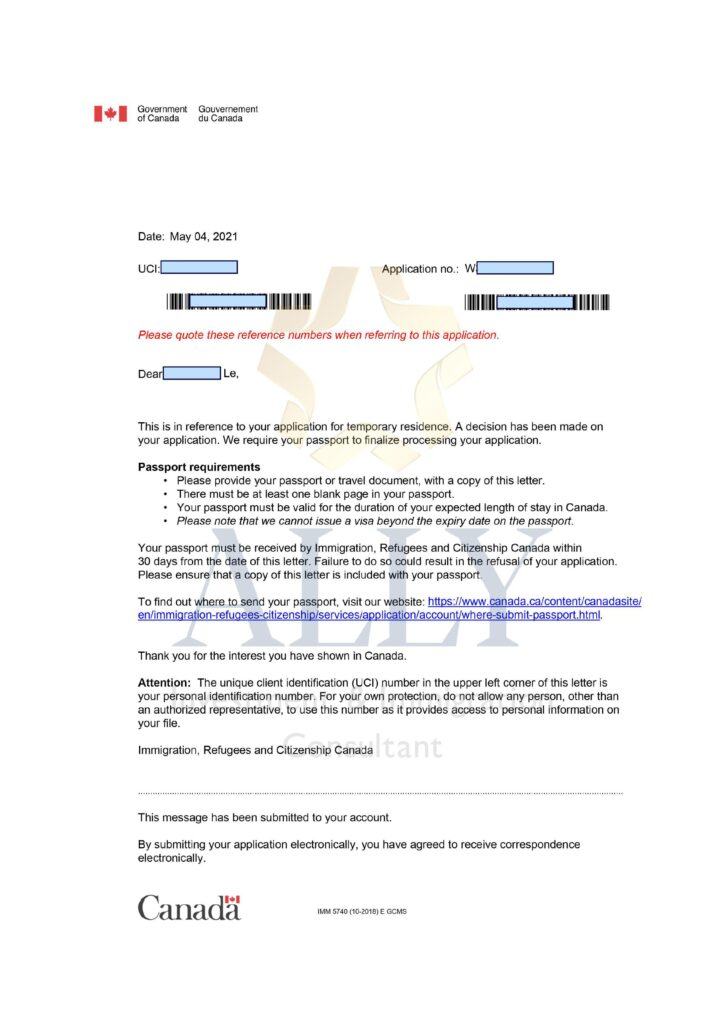 Government Gouvernement
of Canada du Canada
Date: May 04, 2021
UCI: Application no.: W
Please quote these reference numbers when referring to this application.
Dear Le,
This is in reference to your application for temporary residence. A decision has been made on
your application. We require your passport to finalize processing your application.
Passport requirements
• Please provide your passport or travel document, with a copy of this letter.
• There must be at least one blank page in your passport.
• Your passport must be valid for the duration of your expected length of stay in Canada.
• Please note that we cannot issue a visa beyond the expiry date on the passport.
Your passport must be received by Immigration, Refugees and Citizenship Canada within
30 days from the date of this letter. Failure to do so could result in the refusal of your application.
Please ensure that a copy of this letter is included with your passport.
To find out where to send your passport, visit our website: https://www.canada.ca/content/canadasite/
en/immigration-refugees-citizenship/services/application/account/where-submit-passport.html.
ALLY
Thank you for the interest you have shown in Canada.
Attention: The unique client identification (UCI) number in the upper left corner of this letter is
your personal identification number. For your own protection, do not allow any person, other than
an authorized representative, to use this number as it provides access to personal information on
your file.
Immigration, Refugees and Citizenship Canada
Consultant
This message has been submitted to your account.
By submitting your application electronically, you have agreed to receive correspondence
electronically.
Canada
IMM 5740 (10-2018) E GCMS